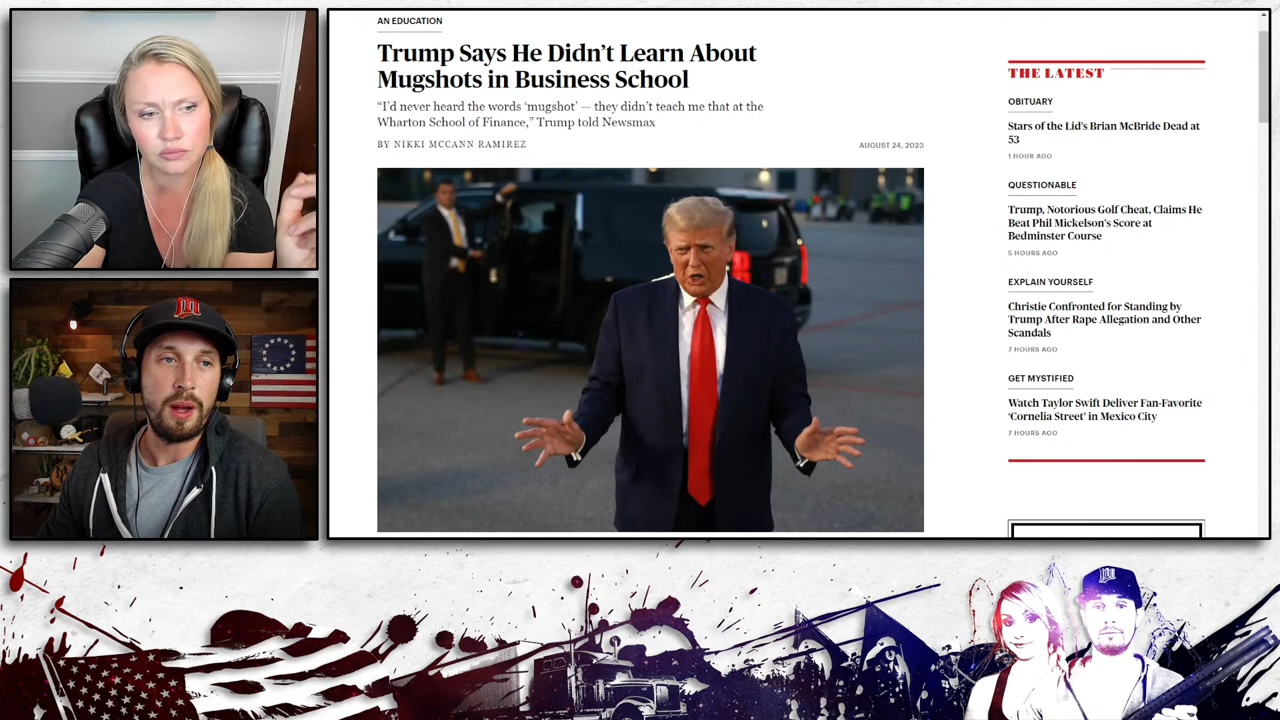 AN EDUCATION
Trump Says He Didn’t Learn About
Mugshots in Business School
“I’d never heard the words ‘mugshot’ — they didn’t teach me that at the
Wharton School of Finance,” Trump told Newsmax
BY NIKKI MCCANN RAMIREZ
AUGUST 24, 2023
THE LATEST
OBITUARY
Stars of the Lid’s Brian McBride Dead at
53
1 HOUR AGO
QUESTIONABLE
Trump, Notorious Golf Cheat, Claims He
Beat Phil Mickelson’s Score at
Bedminster Course
5 HOURS AGO
EXPLAIN YOURSELF
Christie Confronted for Standing by
Trump After Rape Allegation and Other
Scandals
7 HOURS AGO
GET MYSTIFIED
Watch Taylor Swift Deliver Fan-Favorite
‘Cornelia Street’ in Mexico City
7 HOURS AGO